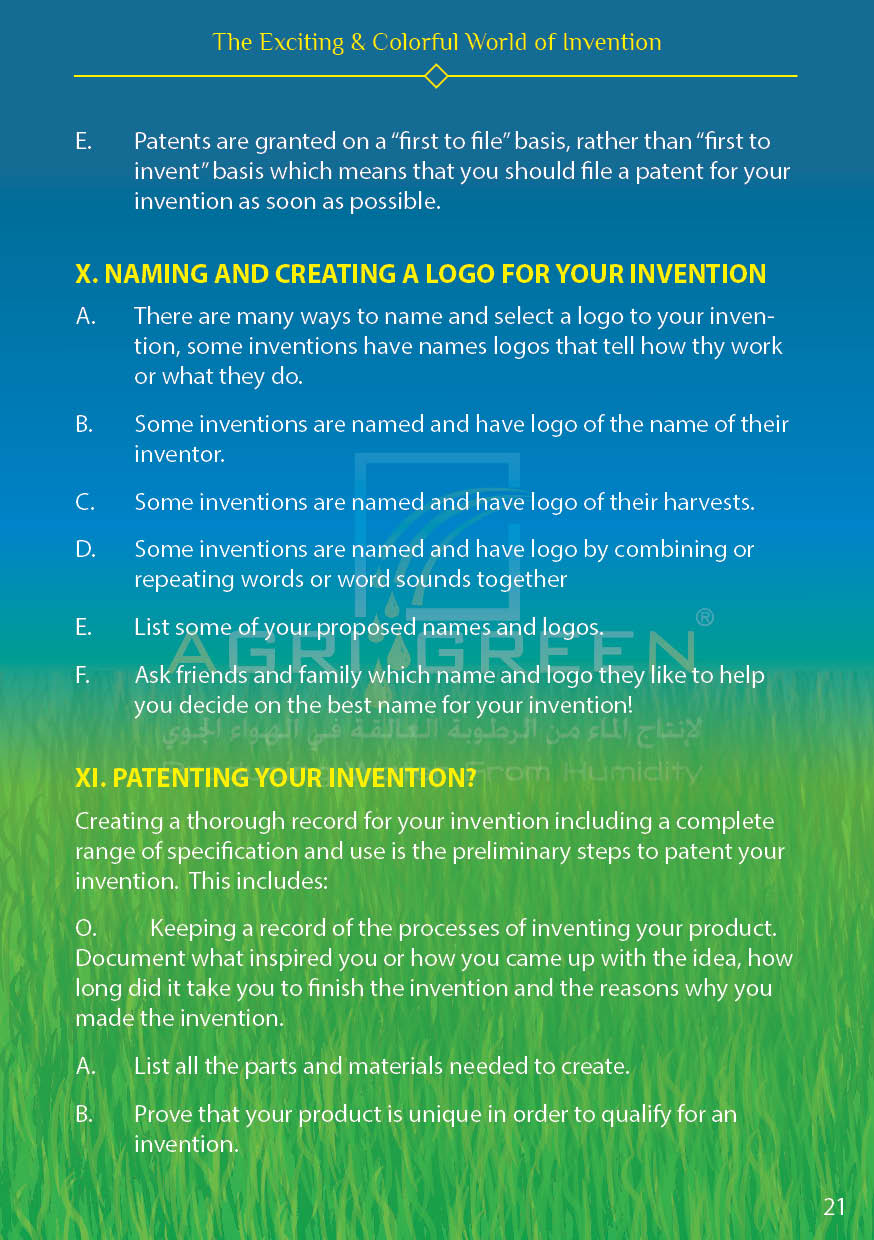 The Exciting & Colorful World of Invention
E. Patents are granted on a “first to file” basis, rather than “first to
invent” basis which means that you should file a patent for your
invention as soon as possible.
X. NAMING AND CREATING A LOGO FOR YOUR INVENTION
A. There are many ways to name and select a logo to your inven-
tion, some inventions have names logos that tell how thy work
or what they do.
B. Some inventions are named and have logo of the name of their
inventor.
C. Some inventions are named and have logo of their harvests.
D. Some inventions are named and have logo by combining or
repeating words or word sounds together
E. List some of your proposed names and logos.
AGRI GREEN®
F. Ask friends and family which name and logo they like to help
you decide on the best name for your invention!
لإنتاج الماء من الرطوبة العالقة في الهواء الجوي
XI. PATENTING YOUR INVENTION?
From Humidity
Creating a thorough record for your invention including a complete
range of specification and use is the preliminary steps to patent your
invention. This includes:
O. Keeping a record of the processes of inventing your product.
Document what inspired you or how you came up with the idea, how
long did it take you to finish the invention and the reasons why you
made the invention.
A. List all the parts and materials needed to create.
B. Prove that your product is unique in order to qualify for an
invention.
21